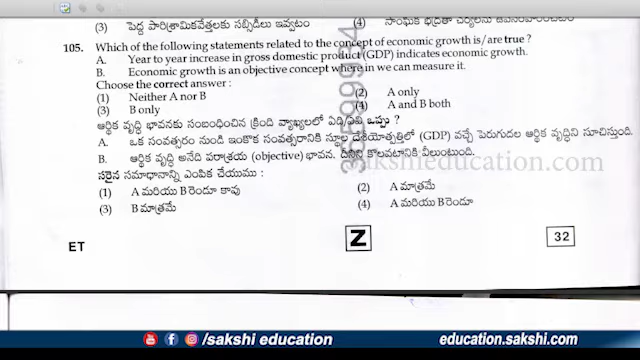 (3) పెద్ద పారిశ్రామికవేత్తలకు సబ్సిడీలు ఇవ్వటం (4) సాంఘిక భద్రతా చర్యలను
105. Which of the following statements related to the concept of economic growth is/are true ?
A. Year to year increase in gross domestic product (GDP) indicates economic growth.
B. Economic growth is an objective concept where in we can measure it.
Choose the correct answer :
(1) Neither A nor B (2) A only
(3) B only (4) A and B both
ఆర్థిక వృద్ధి భావనకు సంబంధించిన క్రింది వ్యాఖ్యలలో ఏది/ఏవి ఒప్పు ?
A. ఒక సంవత్సరం నుండి ఇంకొక సంవత్సరానికి స్థూల దేశీయోత్పత్తిలో (GDP) వచ్చే పెరుగుదల ఆర్థిక వృద్ధిని సూచిస్తుంది.
B. ఆర్థిక వృద్ధి అనేది పరాశ్రయ (objective) భావన. దీనిని కొలవటానికి వీలుంటుంది.
సరైన సమాధానాన్ని ఎంపిక చేయుము :
(1) A మరియు B రెండూ కావు (2) A మాత్రమే
(3) B మాత్రమే (4) A మరియు B రెండూ
sakshieducation.com
ET Z 32
/sakshi education education.sakshi.com